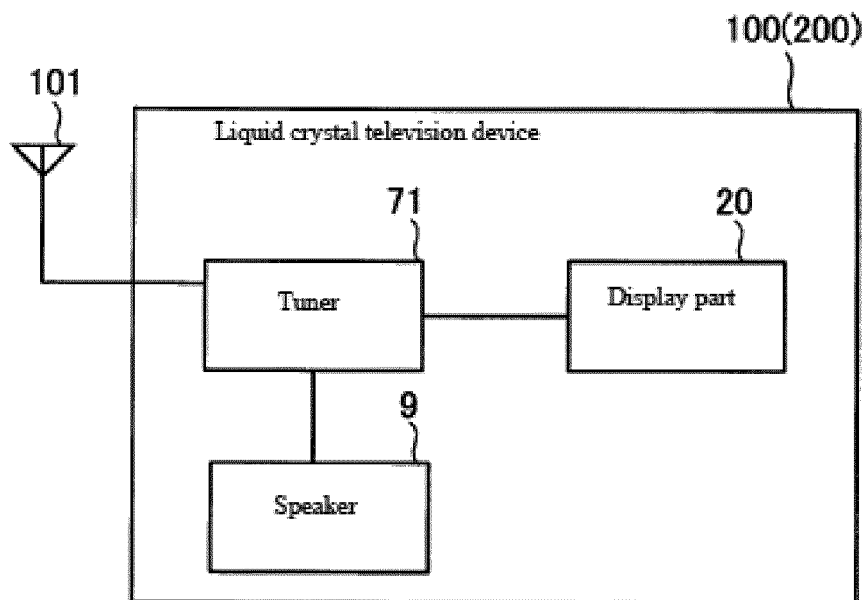 100(200)
101
Liquid crystal television device
71
20
Tuner
Display part
9
Speaker